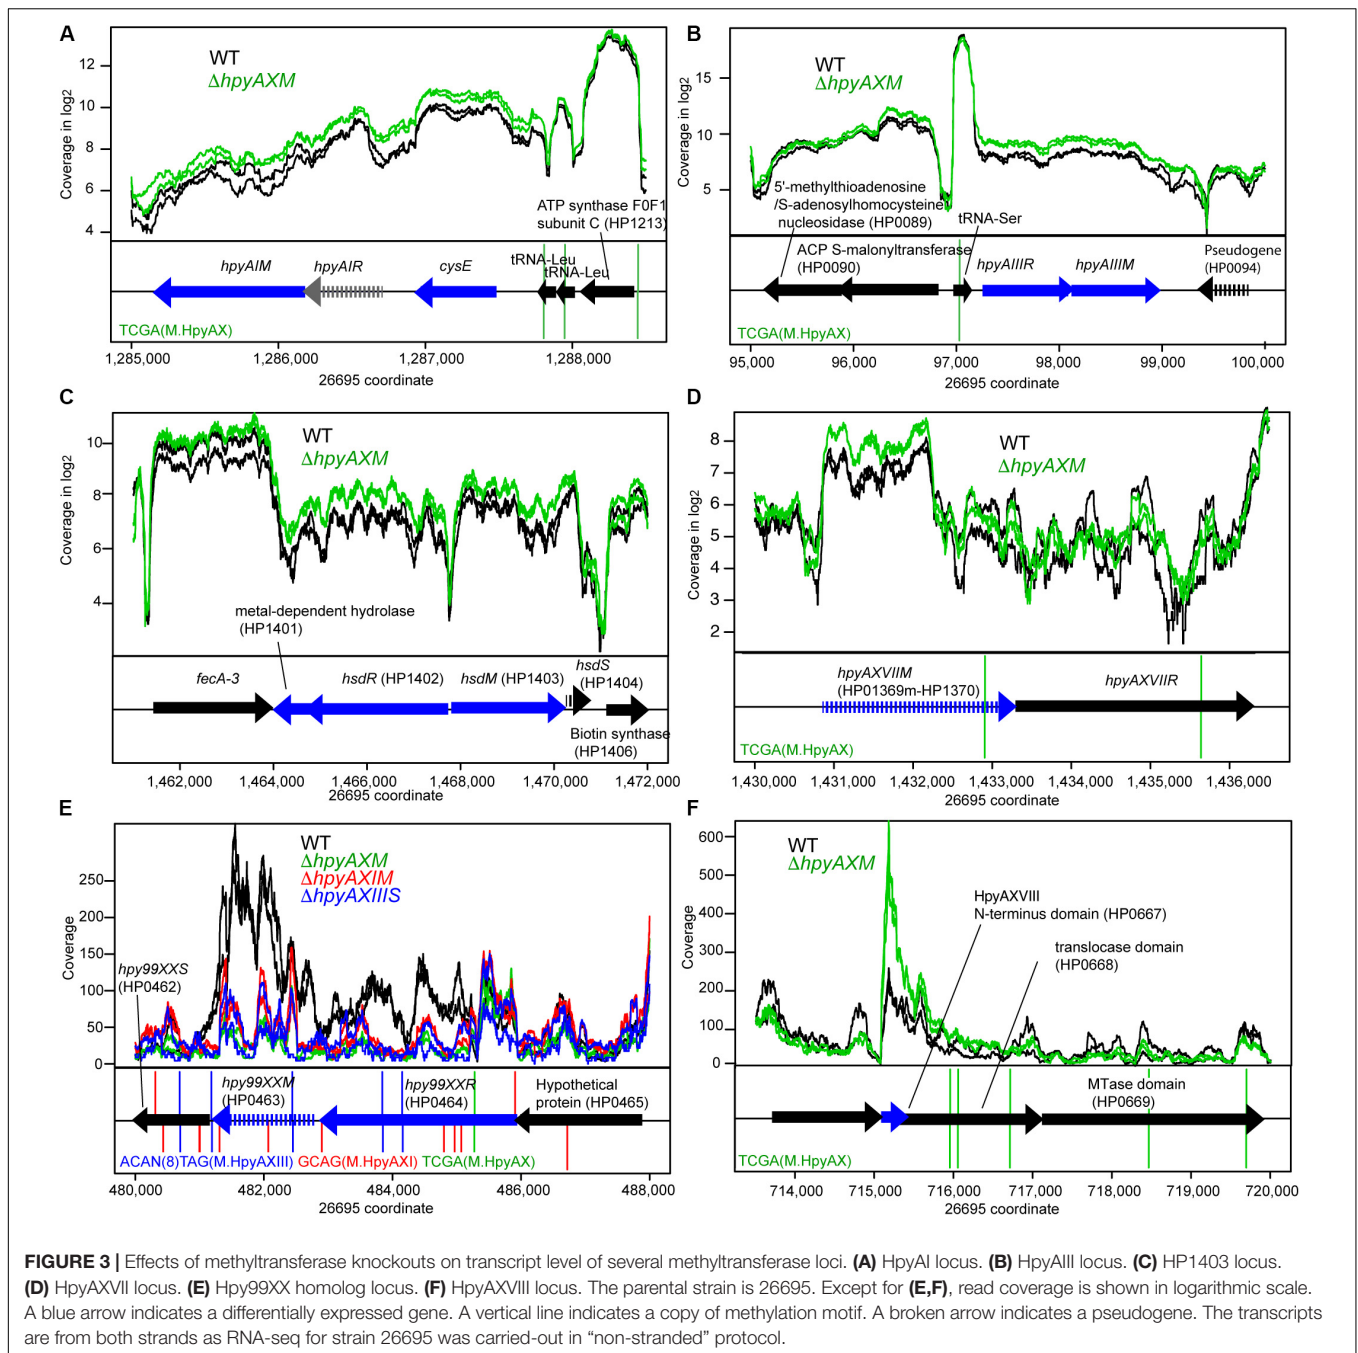 A
WT
ΔhpyAXM
Coverage in log2
12
10
8
6
4
ATP synthase F0F1
subunit C (HP1213)
hpyAIM
hpyAIR
cysE
tRNA-Leu
tRNA-Leu
TCGA(M.HpyAX)
1,285,000
1,286,000
1,287,000
1,288,000
26695 coordinate
B
WT
ΔhpyAXM
Coverage in log2
15
10
5
5'-methylthioadenosine
/S-adenosylhomocysteine
nucleosidase (HP0089)
tRNA-Ser
ACP S-malonyltransferase
(HP0090)
hpyAIIIR
hpyAIIIM
Pseudogene
(HP0094)
TCGA(M.HpyAX)
95,000
96,000
97,000
98,000
99,000
100,000
26695 coordinate
C
WT
ΔhpyAXM
Coverage in log2
10
8
6
4
metal-dependent hydrolase
(HP1401)
fecA-3
hsdR (HP1402)
hsdM (HP1403)
hsdS
(HP1404)
Biotin synthase
(HP1406)
1,462,000
1,464,000
1,466,000
1,468,000
1,470,000
1,472,000
26695 coordinate
D
WT
ΔhpyAXM
Coverage in log2
8
7
6
5
4
3
2
hpyAXVIIM
(HP01369m-HP1370)
hpyAXVIIR
TCGA(M.HpyAX)
1,430,000
1,431,000
1,432,000
1,433,000
1,434,000
1,435,000
1,436,000
26695 coordinate
E
WT
ΔhpyAXM
ΔhpyAXIM
ΔhpyAXIIIS
Coverage
250
200
150
100
50
0
hpy99XXS
(HP0462)
hpy99XXM
(HP0463)
hpy99XXR
(HP0464)
Hypothetical
protein (HP0465)
ACAN(8)TAG(M.HpyAXIII) GCAG(M.HpyAXI) TCGA(M.HpyAX)
480,000
482,000
484,000
486,000
488,000
26695 coordinate
F
WT
ΔhpyAXM
Coverage
600
500
400
300
200
100
0
HpyAXVIII
N-terminus domain (HP0667)
translocase domain
(HP0668)
MTase domain
(HP0669)
TCGA(M.HpyAX)
714,000
715,000
716,000
717,000
718,000
719,000
720,000
26695 coordinate
FIGURE 3 | Effects of methyltransferase knockouts on transcript level of several methyltransferase loci. (A) HpyAI locus. (B) HpyAIII locus. (C) HP1403 locus.
(D) HpyAXVII locus. (E) Hpy99XX homolog locus. (F) HpyAXVIII locus. The parental strain is 26695. Except for (E,F), read coverage is shown in logarithmic scale.
A blue arrow indicates a differentially expressed gene. A vertical line indicates a copy of methylation motif. A broken arrow indicates a pseudogene. The transcripts
are from both strands as RNA-seq for strain 26695 was carried-out in “non-stranded” protocol.